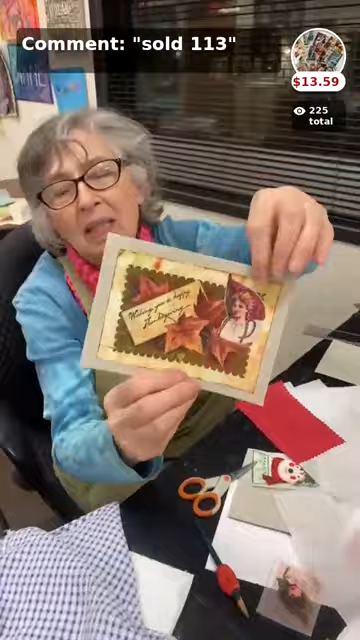 Comment: "sold 113"
$13.59
225
total
Wishing you a happy
Thanksgiving